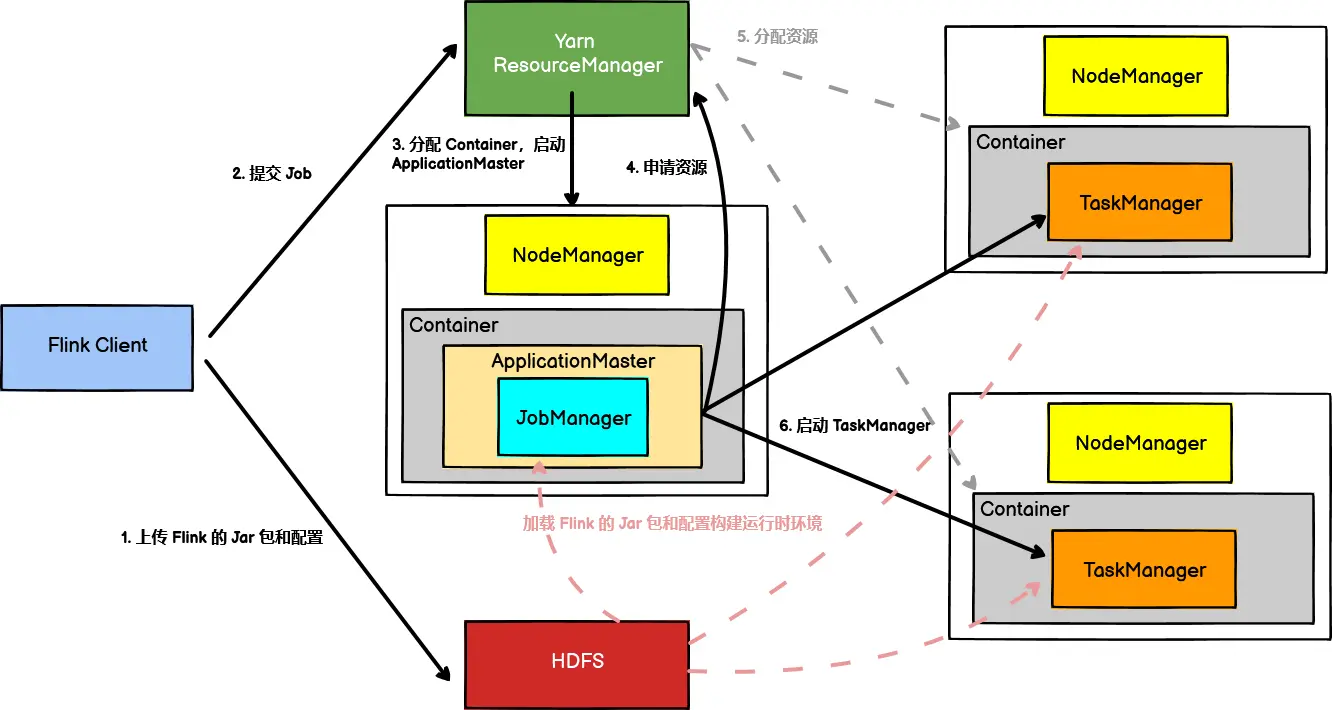 Yarn
ResourceManager
5. 分配资源
NodeManager
Container
TaskManager
2. 提交 Job
3. 分配 Container，启动
ApplicationMaster
4. 申请资源
NodeManager
Container
ApplicationMaster
JobManager
Flink Client
6. 启动 TaskManager
NodeManager
Container
TaskManager
1. 上传 Flink 的 Jar 包和配置
加载 Flink 的 Jar 包和配置构建运行时环境
HDFS